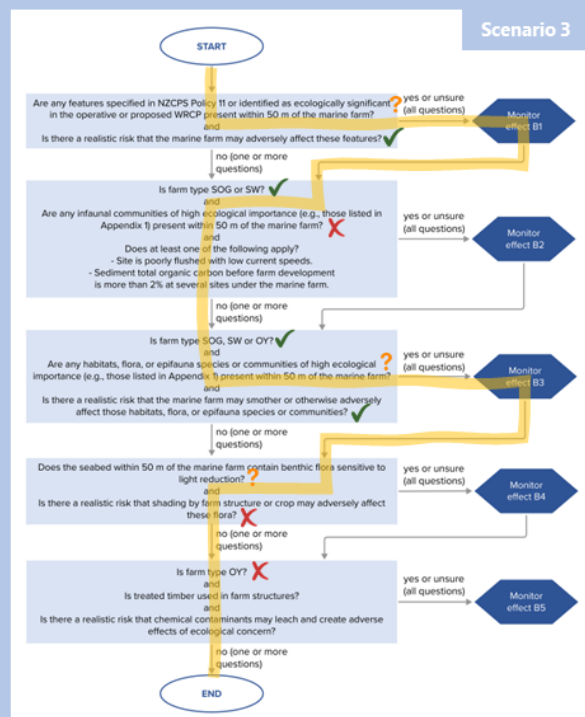 Scenario 3
START
Are any features specified in NZCPS Policy 11 or identified as ecologically significant
in the operative or proposed WRCP present within 50 m of the marine farm?
and
Is there a realistic risk that the marine farm may adversely affect these features?
?
yes or unsure
(all questions)
Monitor
effect B1
no (one or more
questions)
Is farm type SOG or SW?
and
Are any infaunal communities of high ecological importance (e.g., those listed in
Appendix 1) present within 50 m of the marine farm?
and
Does at least one of the following apply?
- Site is poorly flushed with low current speeds.
- Sediment total organic carbon before farm development
is more than 2% at several sites under the marine farm.
yes or unsure
(all questions)
Monitor
effect B2
no (one or more
questions)
Is farm type SOG, SW or OY?
and
Are any habitats, flora, or epifauna species or communities of high ecological
importance (e.g., those listed in Appendix 1) present within 50 m of the marine farm?
and
Is there a realistic risk that the marine farm may smother or otherwise adversely
affect those habitats, flora, or epifauna species or communities?
?
yes or unsure
(all questions)
Monitor
effect B3
no (one or more
questions)
Does the seabed within 50 m of the marine farm contain benthic flora sensitive to
light reduction?
?
and
Is there a realistic risk that shading by farm structure or crop may adversely affect
these flora?
yes or unsure
(all questions)
Monitor
effect B4
no (one or more
questions)
Is farm type OY?
and
Is treated timber used in farm structures?
and
Is there a realistic risk that chemical contaminants may leach and create adverse
effects of ecological concern?
yes or unsure
(all questions)
Monitor
effect B5
no (one or more
questions)
END